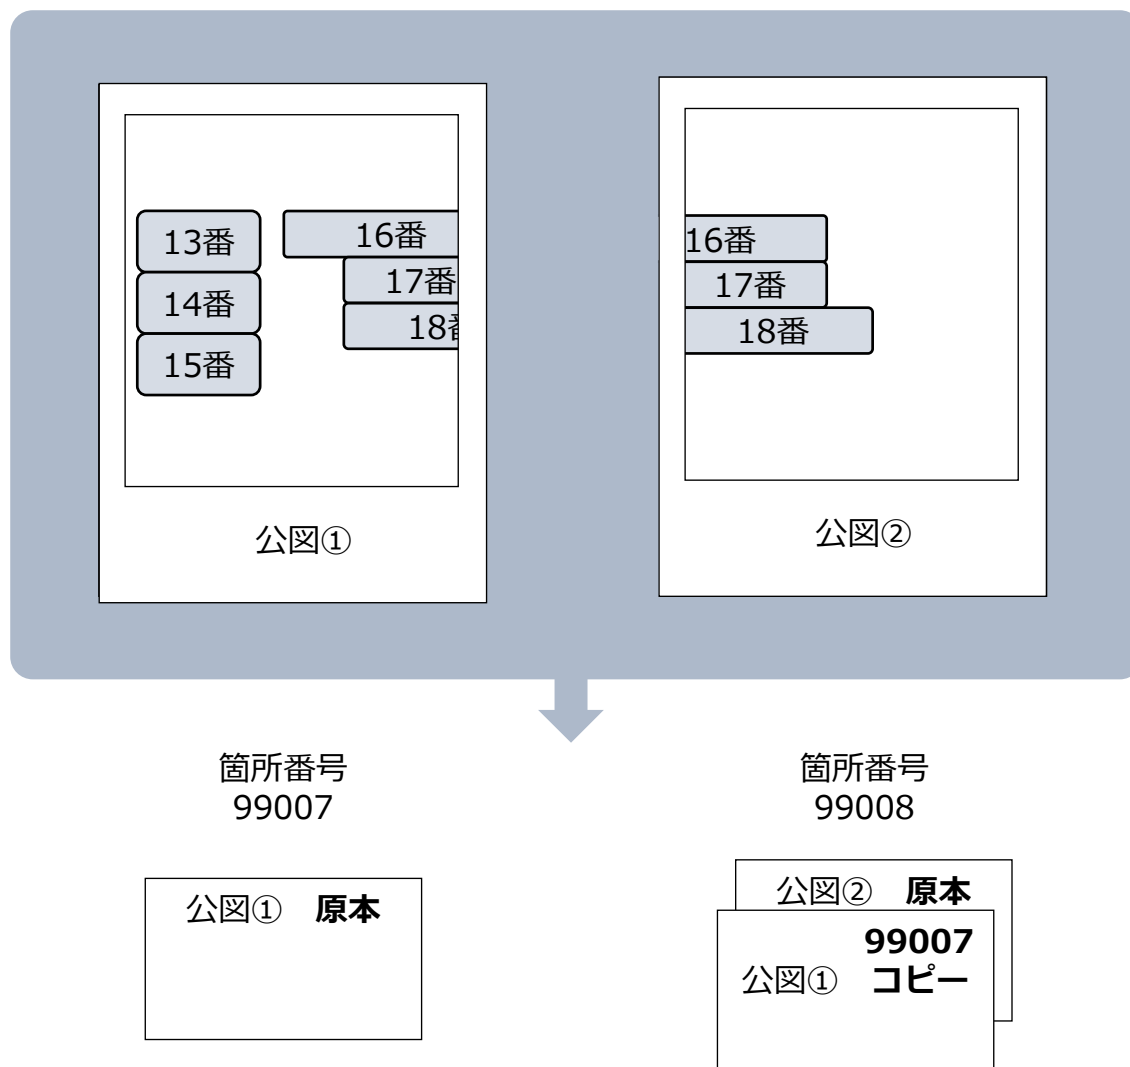 13番
14番
15番
16番
17番
18番
公図①
16番
17番
18番
公図②
箇所番号
99007
箇所番号
99008
公図① 原本
公図② 原本
99007
公図① コピー